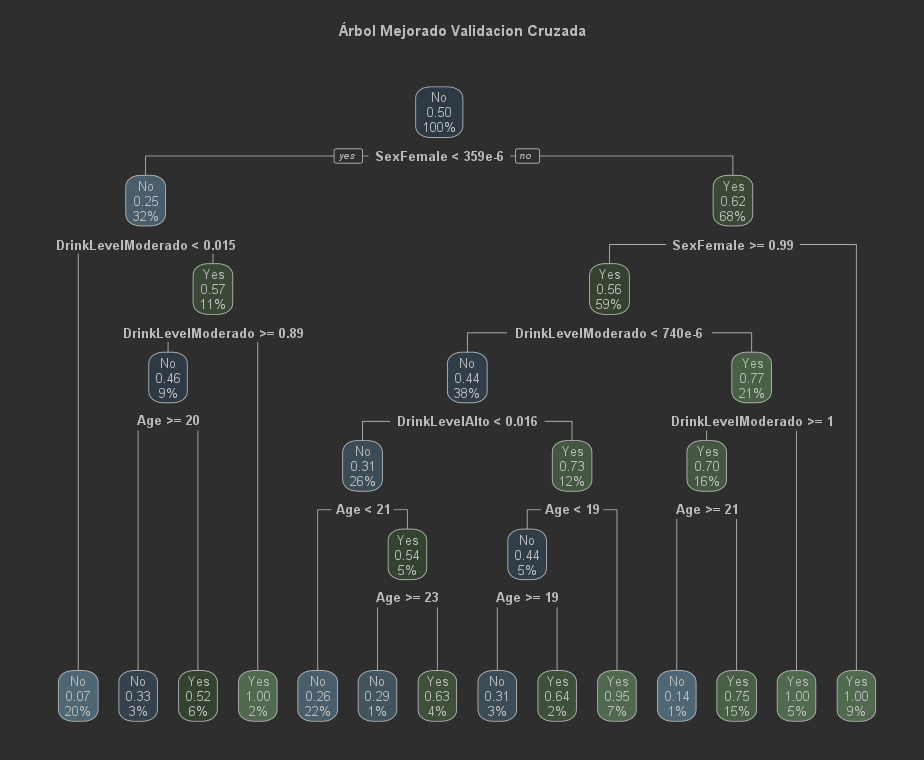 Árbol Mejorado Validacion Cruzada
No
0.50
100%
yes
SexFemale < 359e-6
no
No
0.25
32%
Yes
0.62
68%
DrinkLevelModerado < 0.015
SexFemale >= 0.99
Yes
0.57
11%
Yes
0.56
59%
DrinkLevelModerado >= 0.89
DrinkLevelModerado < 740e-6
No
0.46
9%
No
0.44
38%
Yes
0.77
21%
Age >= 20
DrinkLevelAlto < 0.016
DrinkLevelModerado >= 1
No
0.31
26%
Yes
0.73
12%
Yes
0.70
16%
Age < 21
Age < 19
Age >= 21
Yes
0.54
5%
No
0.44
5%
Age >= 23
Age >= 19
No
0.07
20%
No
0.33
3%
Yes
0.52
6%
Yes
1.00
2%
No
0.26
22%
No
0.29
1%
Yes
0.63
4%
No
0.31
3%
Yes
0.64
2%
Yes
0.95
7%
No
0.14
1%
Yes
0.75
15%
Yes
1.00
5%
Yes
1.00
9%